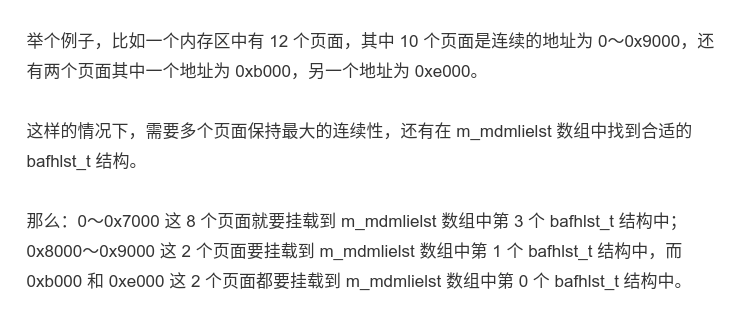 举个例子，比如一个内存区中有 12 个页面，其中 10 个页面是连续的地址为 0～0x9000，还
有两个页面其中一个地址为 0xb000，另一个地址为 0xe000。
这样的情况下，需要多个页面保持最大的连续性，还有在 m_mdmlielst 数组中找到合适的
bafhlst_t 结构。
那么：0～0x7000 这 8 个页面就要挂载到 m_mdmlielst 数组中第 3 个 bafhlst_t 结构中；
0x8000～0x9000 这 2 个页面要挂载到 m_mdmlielst 数组中第 1 个 bafhlst_t 结构中，而
0xb000 和 0xe000 这 2 个页面都要挂载到 m_mdmlielst 数组中第 0 个 bafhlst_t 结构中。